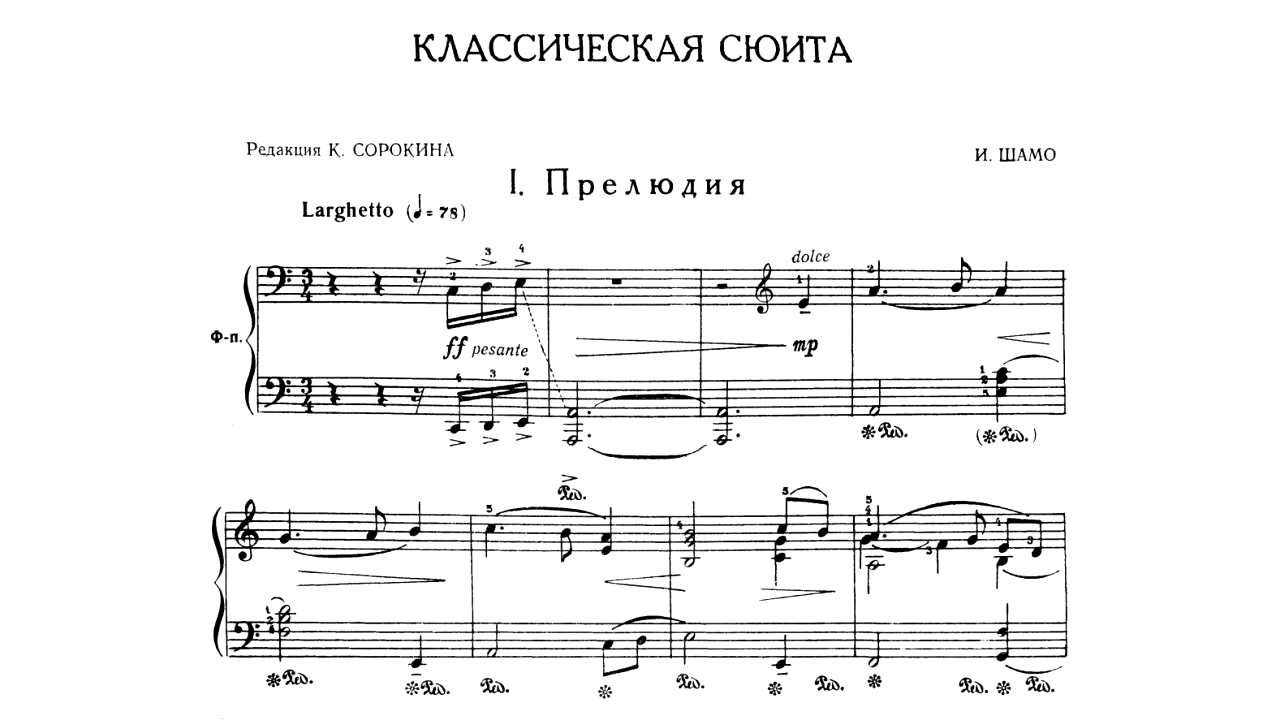 КЛАССИЧЕСКАЯ СЮИТА
Редакция К. СОРОКИНА
И. ШАМО
I. Прелюдия
Larghetto (♩= 78)
dolce
Ф-п.
ff pesante
mp